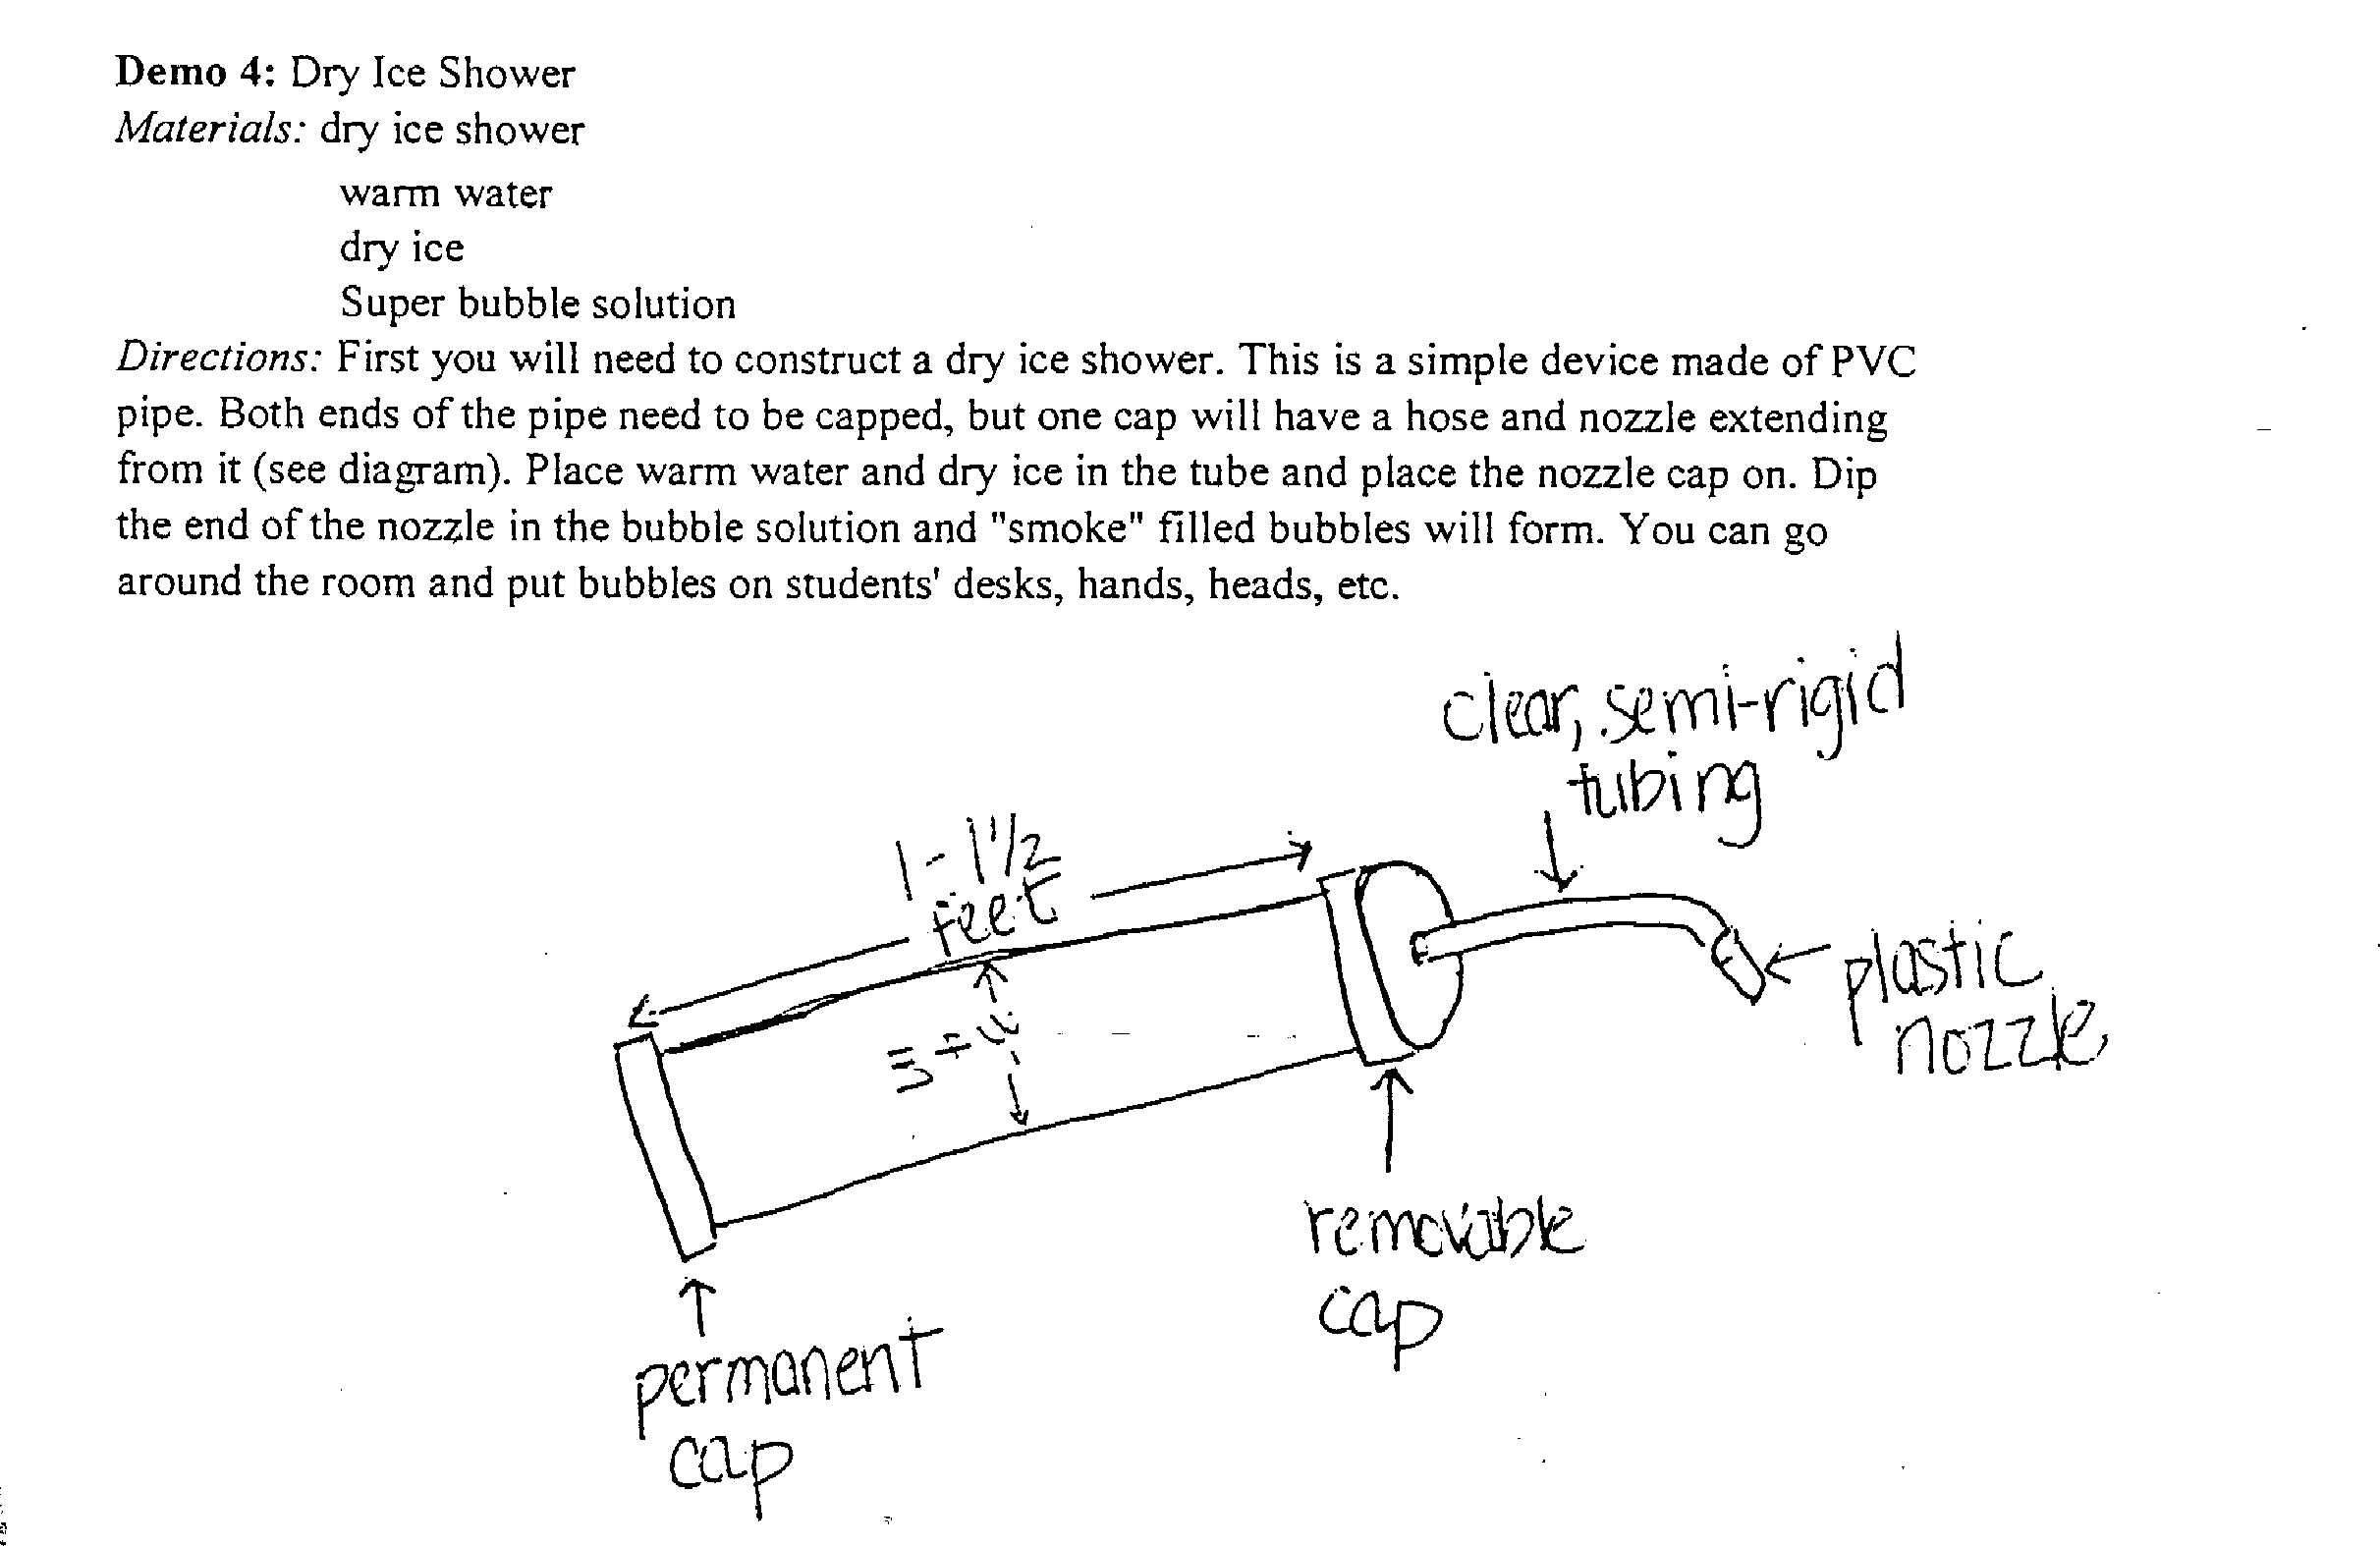 Demo 4: Dry Ice Shower
Materials: dry ice shower
warm water
dry ice
Super bubble solution
Directions: First you will need to construct a dry ice shower. This is a simple device made of PVC
pipe. Both ends of the pipe need to be capped, but one cap will have a hose and nozzle extending
from it (see diagram). Place warm water and dry ice in the tube and place the nozzle cap on. Dip
the end of the nozzle in the bubble solution and "smoke" filled bubbles will form. You can go
around the room and put bubbles on students' desks, hands, heads, etc.
clear, semi-rigid
tubing
1 - 1 1/2
feet
plastic
nozzle
removable
cap
permanent
cap